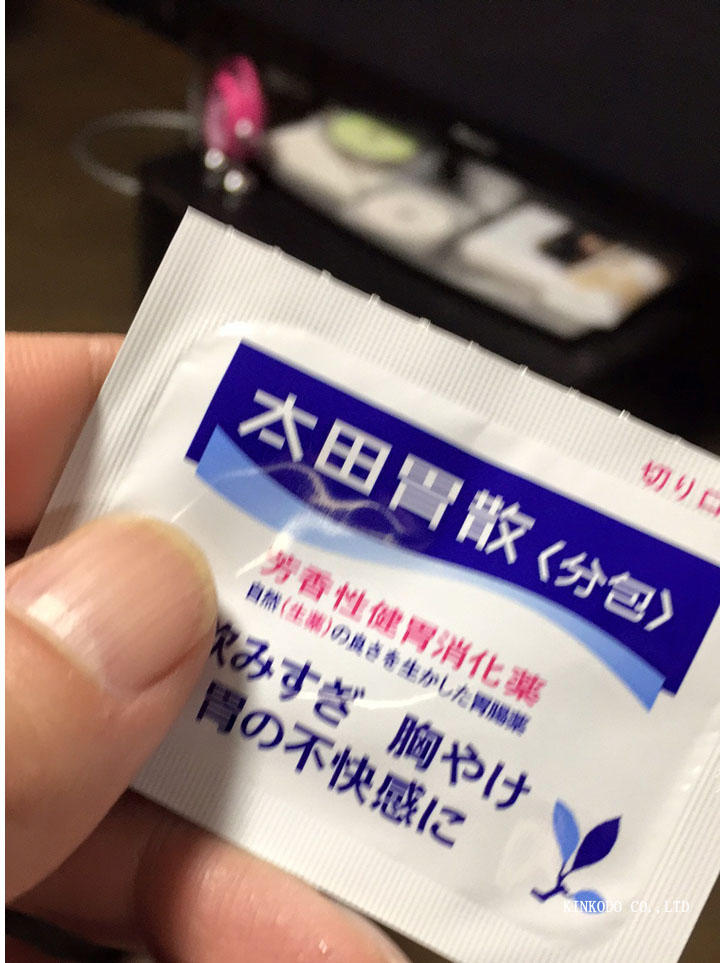 切り口
太田胃散〈分包〉
芳香性健胃消化薬
自然(生薬)の良さを生かした胃腸薬
飲みすぎ 胸やけ
胃の不快感に
KINKODO CO.,LTD